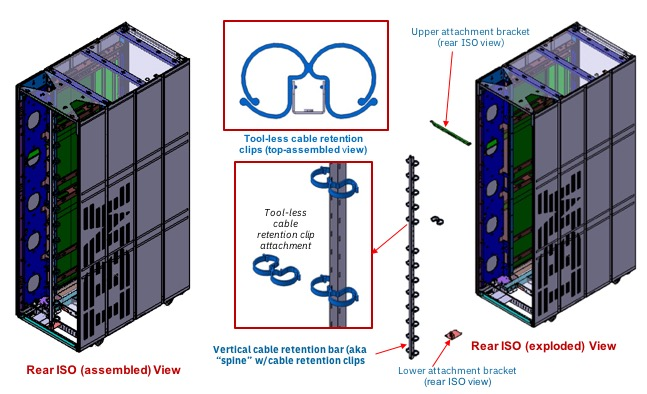 Upper attachment bracket
(rear ISO view)
Tool-less cable retention
clips (top-assembled view)
Tool-less
cable
retention clip
attachment
Vertical cable retention bar (aka
“spine” w/cable retention clips
Rear ISO (exploded) View
Rear ISO (assembled) View
Lower attachment bracket
(rear ISO view)